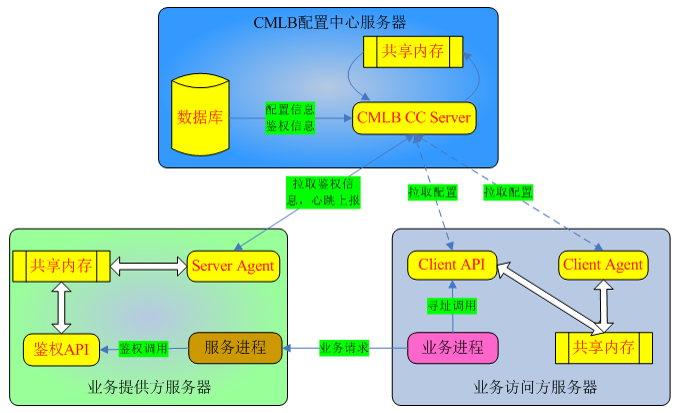 CMLB配置中心服务器
共享内存
数据库
配置信息
鉴权信息
CMLB CC Server
拉取鉴权信
息，心跳上报
拉取配置
拉取配置
共享内存
Server Agent
鉴权API
鉴权调用
服务进程
业务提供方服务器
业务请求
Client API
Client Agent
寻址调用
业务进程
共享内存
业务访问方服务器